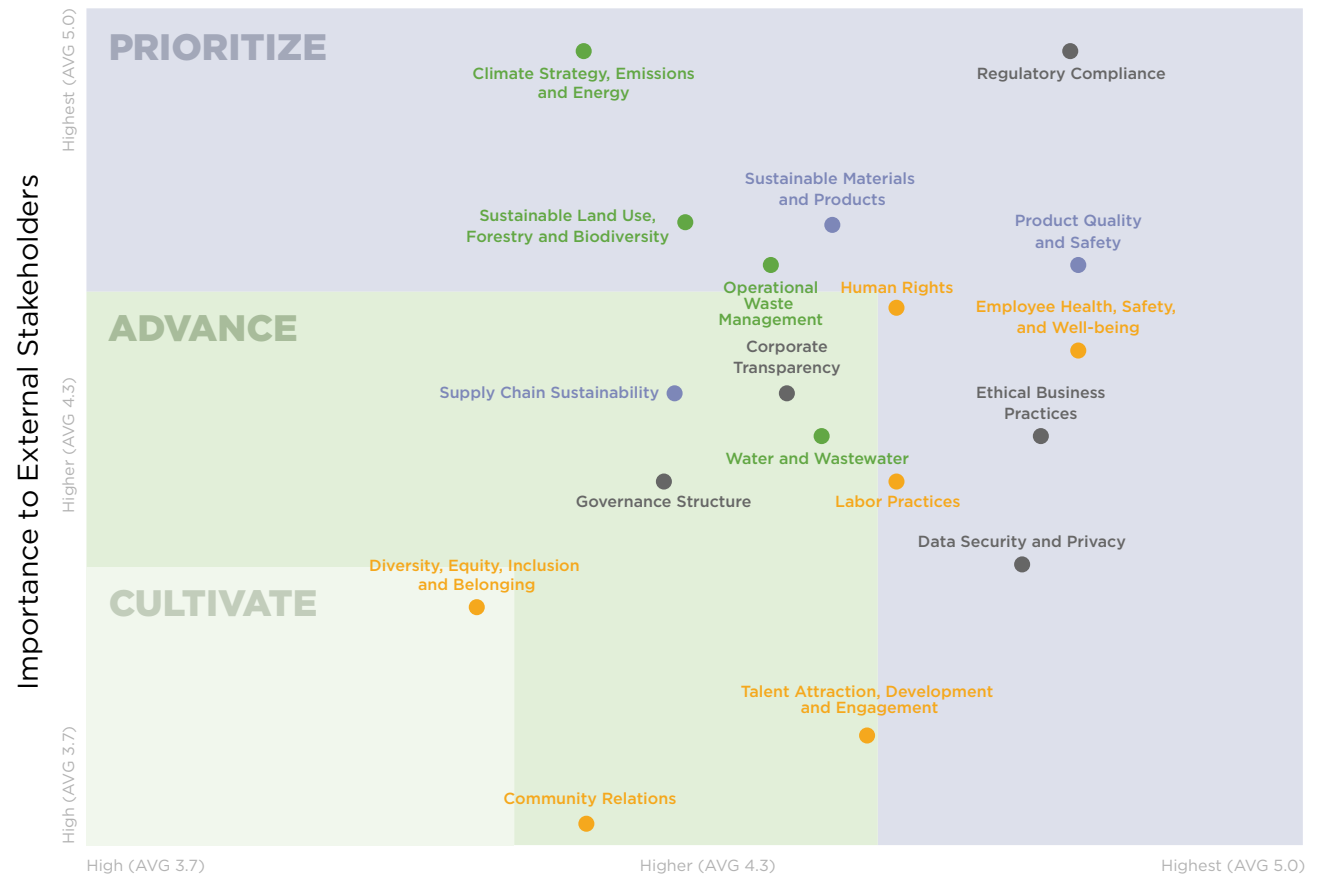 Importance to External Stakeholders
Highest (AVG 5.0)
Higher (AVG 4.3)
High (AVG 3.7)
PRIORITIZE
Climate Strategy, Emissions
and Energy
Regulatory Compliance
Sustainable Materials
and Products
Sustainable Land Use,
Forestry and Biodiversity
Product Quality
and Safety
Operational
Waste
Management
Human Rights
Employee Health, Safety,
and Well-being
ADVANCE
Corporate
Transparency
Supply Chain Sustainability
Ethical Business
Practices
Water and Wastewater
Governance Structure
Labor Practices
Data Security and Privacy
Diversity, Equity, Inclusion
and Belonging
CULTIVATE
Talent Attraction, Development
and Engagement
Community Relations
High (AVG 3.7)
Higher (AVG 4.3)
Highest (AVG 5.0)